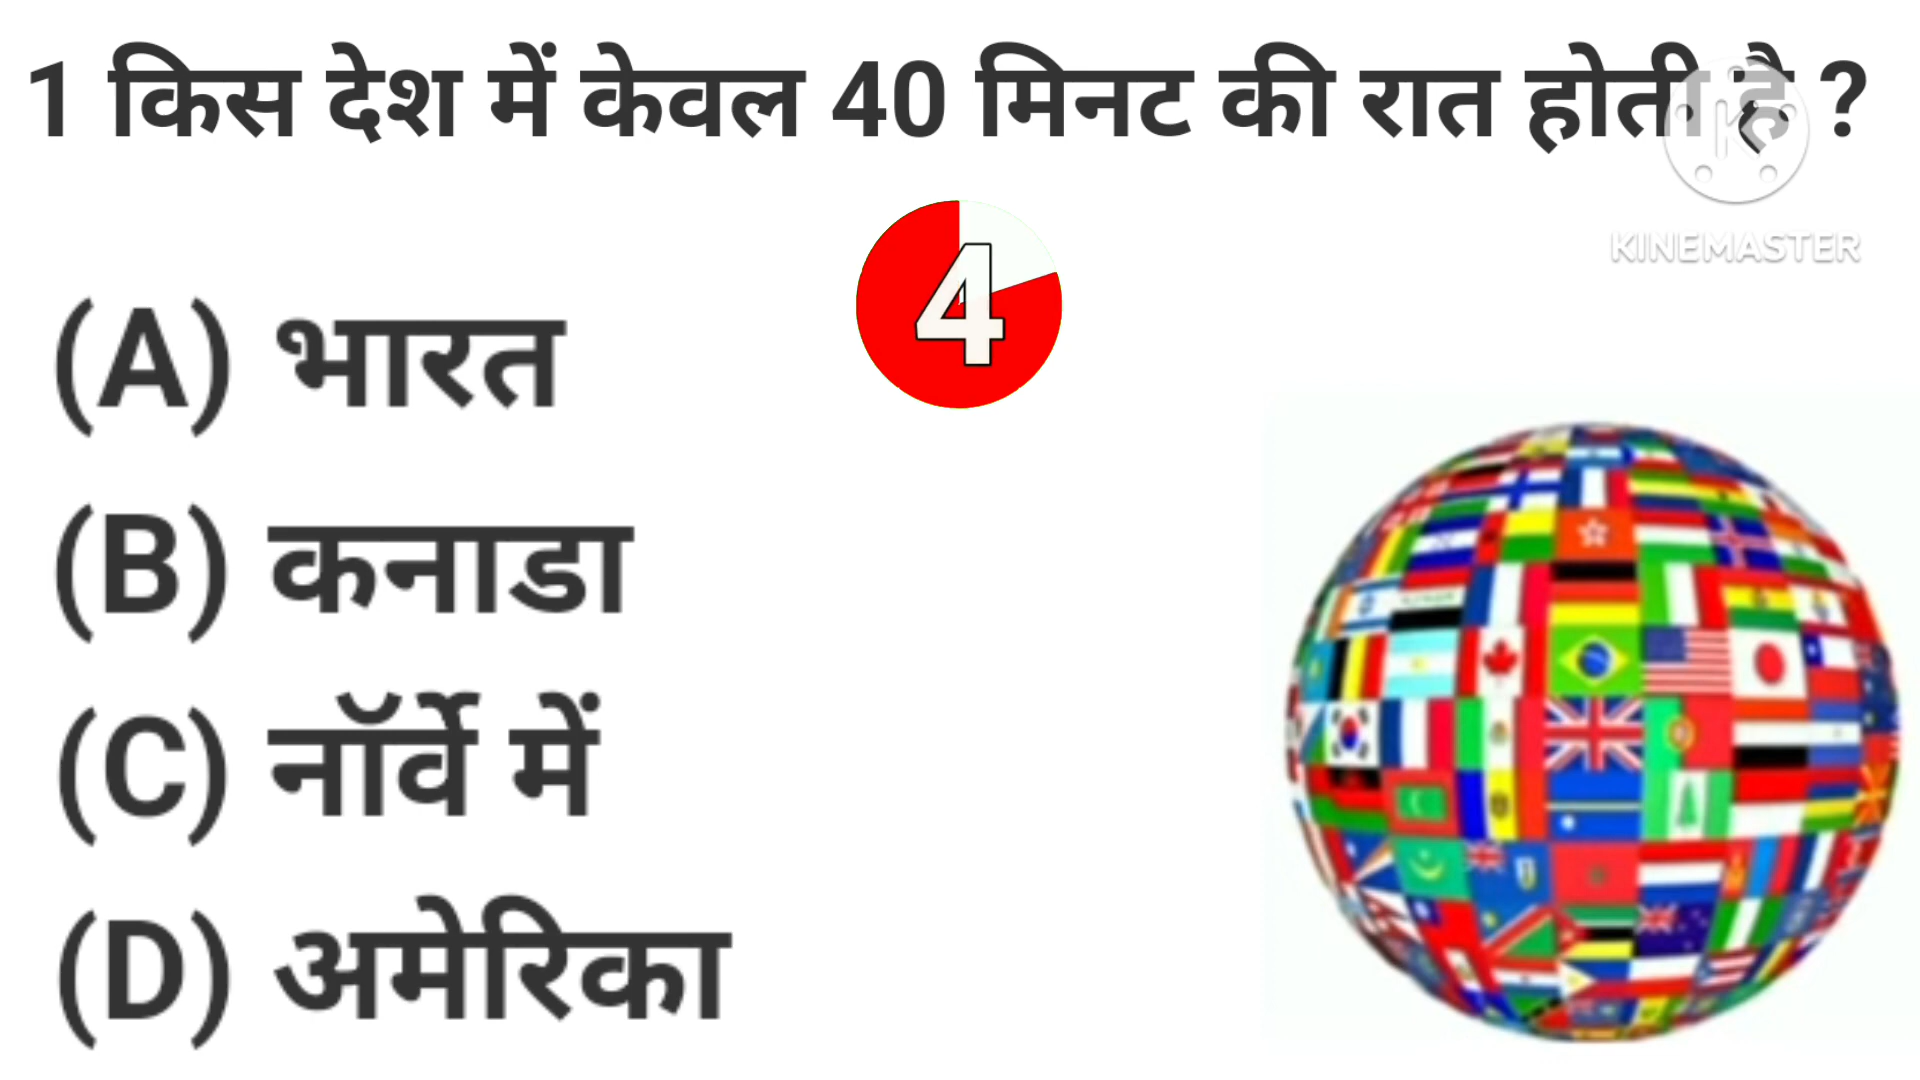 1 किस देश में केवल 40 मिनट की रात होती है ?
KINEMASTER
4
(A) भारत
(B) कनाडा
(C) नॉर्वे में
(D) अमेरिका